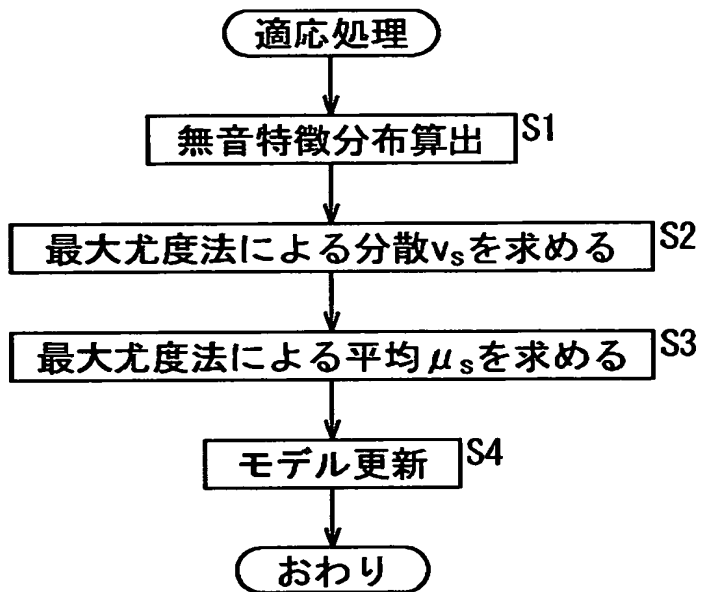 適応処理
無音特徴分布算出 S1
最大尤度法による分散vsを求める S2
最大尤度法による平均μsを求める S3
モデル更新 S4
おわり